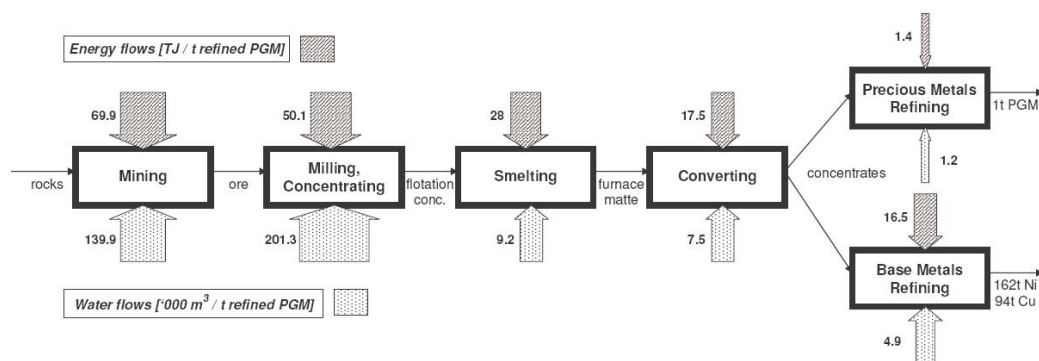 Energy flows [TJ / t refined PGM]
1.4
69.9
50.1
28
17.5
Precious Metals
Refining
1t PGM
rocks
Mining
ore
Milling,
Concentrating
flotation
conc.
Smelting
furnace
matte
Converting
concentrates
1.2
139.9
201.3
9.2
7.5
16.5
Base Metals
Refining
162t Ni
94t Cu
Water flows [‘000 m³ / t refined PGM]
4.9